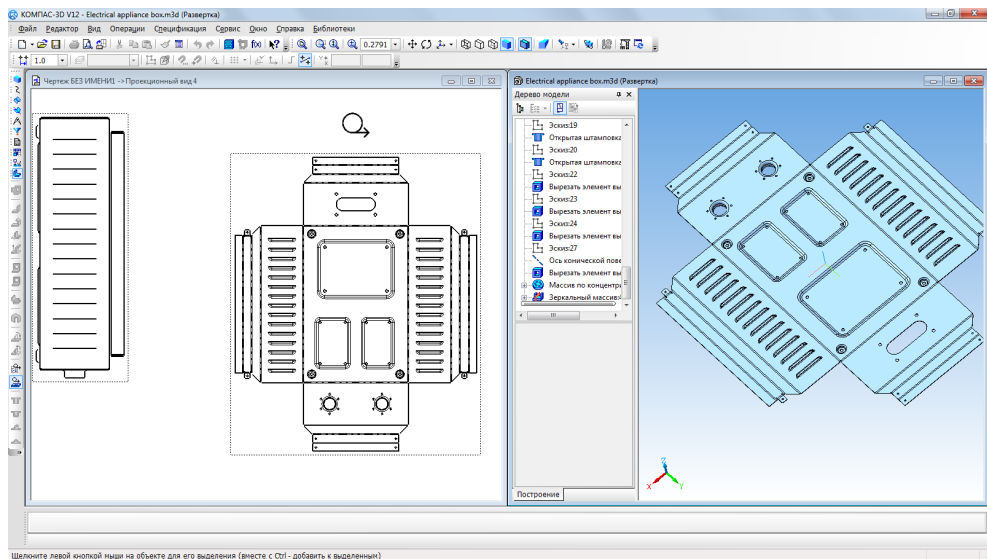 КОМПАС-3D V12 - Electrical appliance box.m3d (Развертка)
Файл Редактор Вид Операции Спецификация Сервис Окно Справка Библиотеки
0.2791
1.0
Чертеж БЕЗ ИМЕНИ1 ->Проекционный вид 4
Electrical appliance box.m3d (Развертка)
Дерево модели
Эскиз:19
Открытая штамповка
Эскиз:20
Открытая штамповка
Эскиз:22
Вырезать элемент вы
Эскиз:23
Вырезать элемент вы
Эскиз:24
Вырезать элемент вы
Эскиз:27
Ось конической пове
Вырезать элемент вы
Массив по концентри
Зеркальный массив:
Z
X
Y
Построение
Щелкните левой кнопкой мыши на объекте для его выделения (вместе с Ctrl - добавить к выделенным)